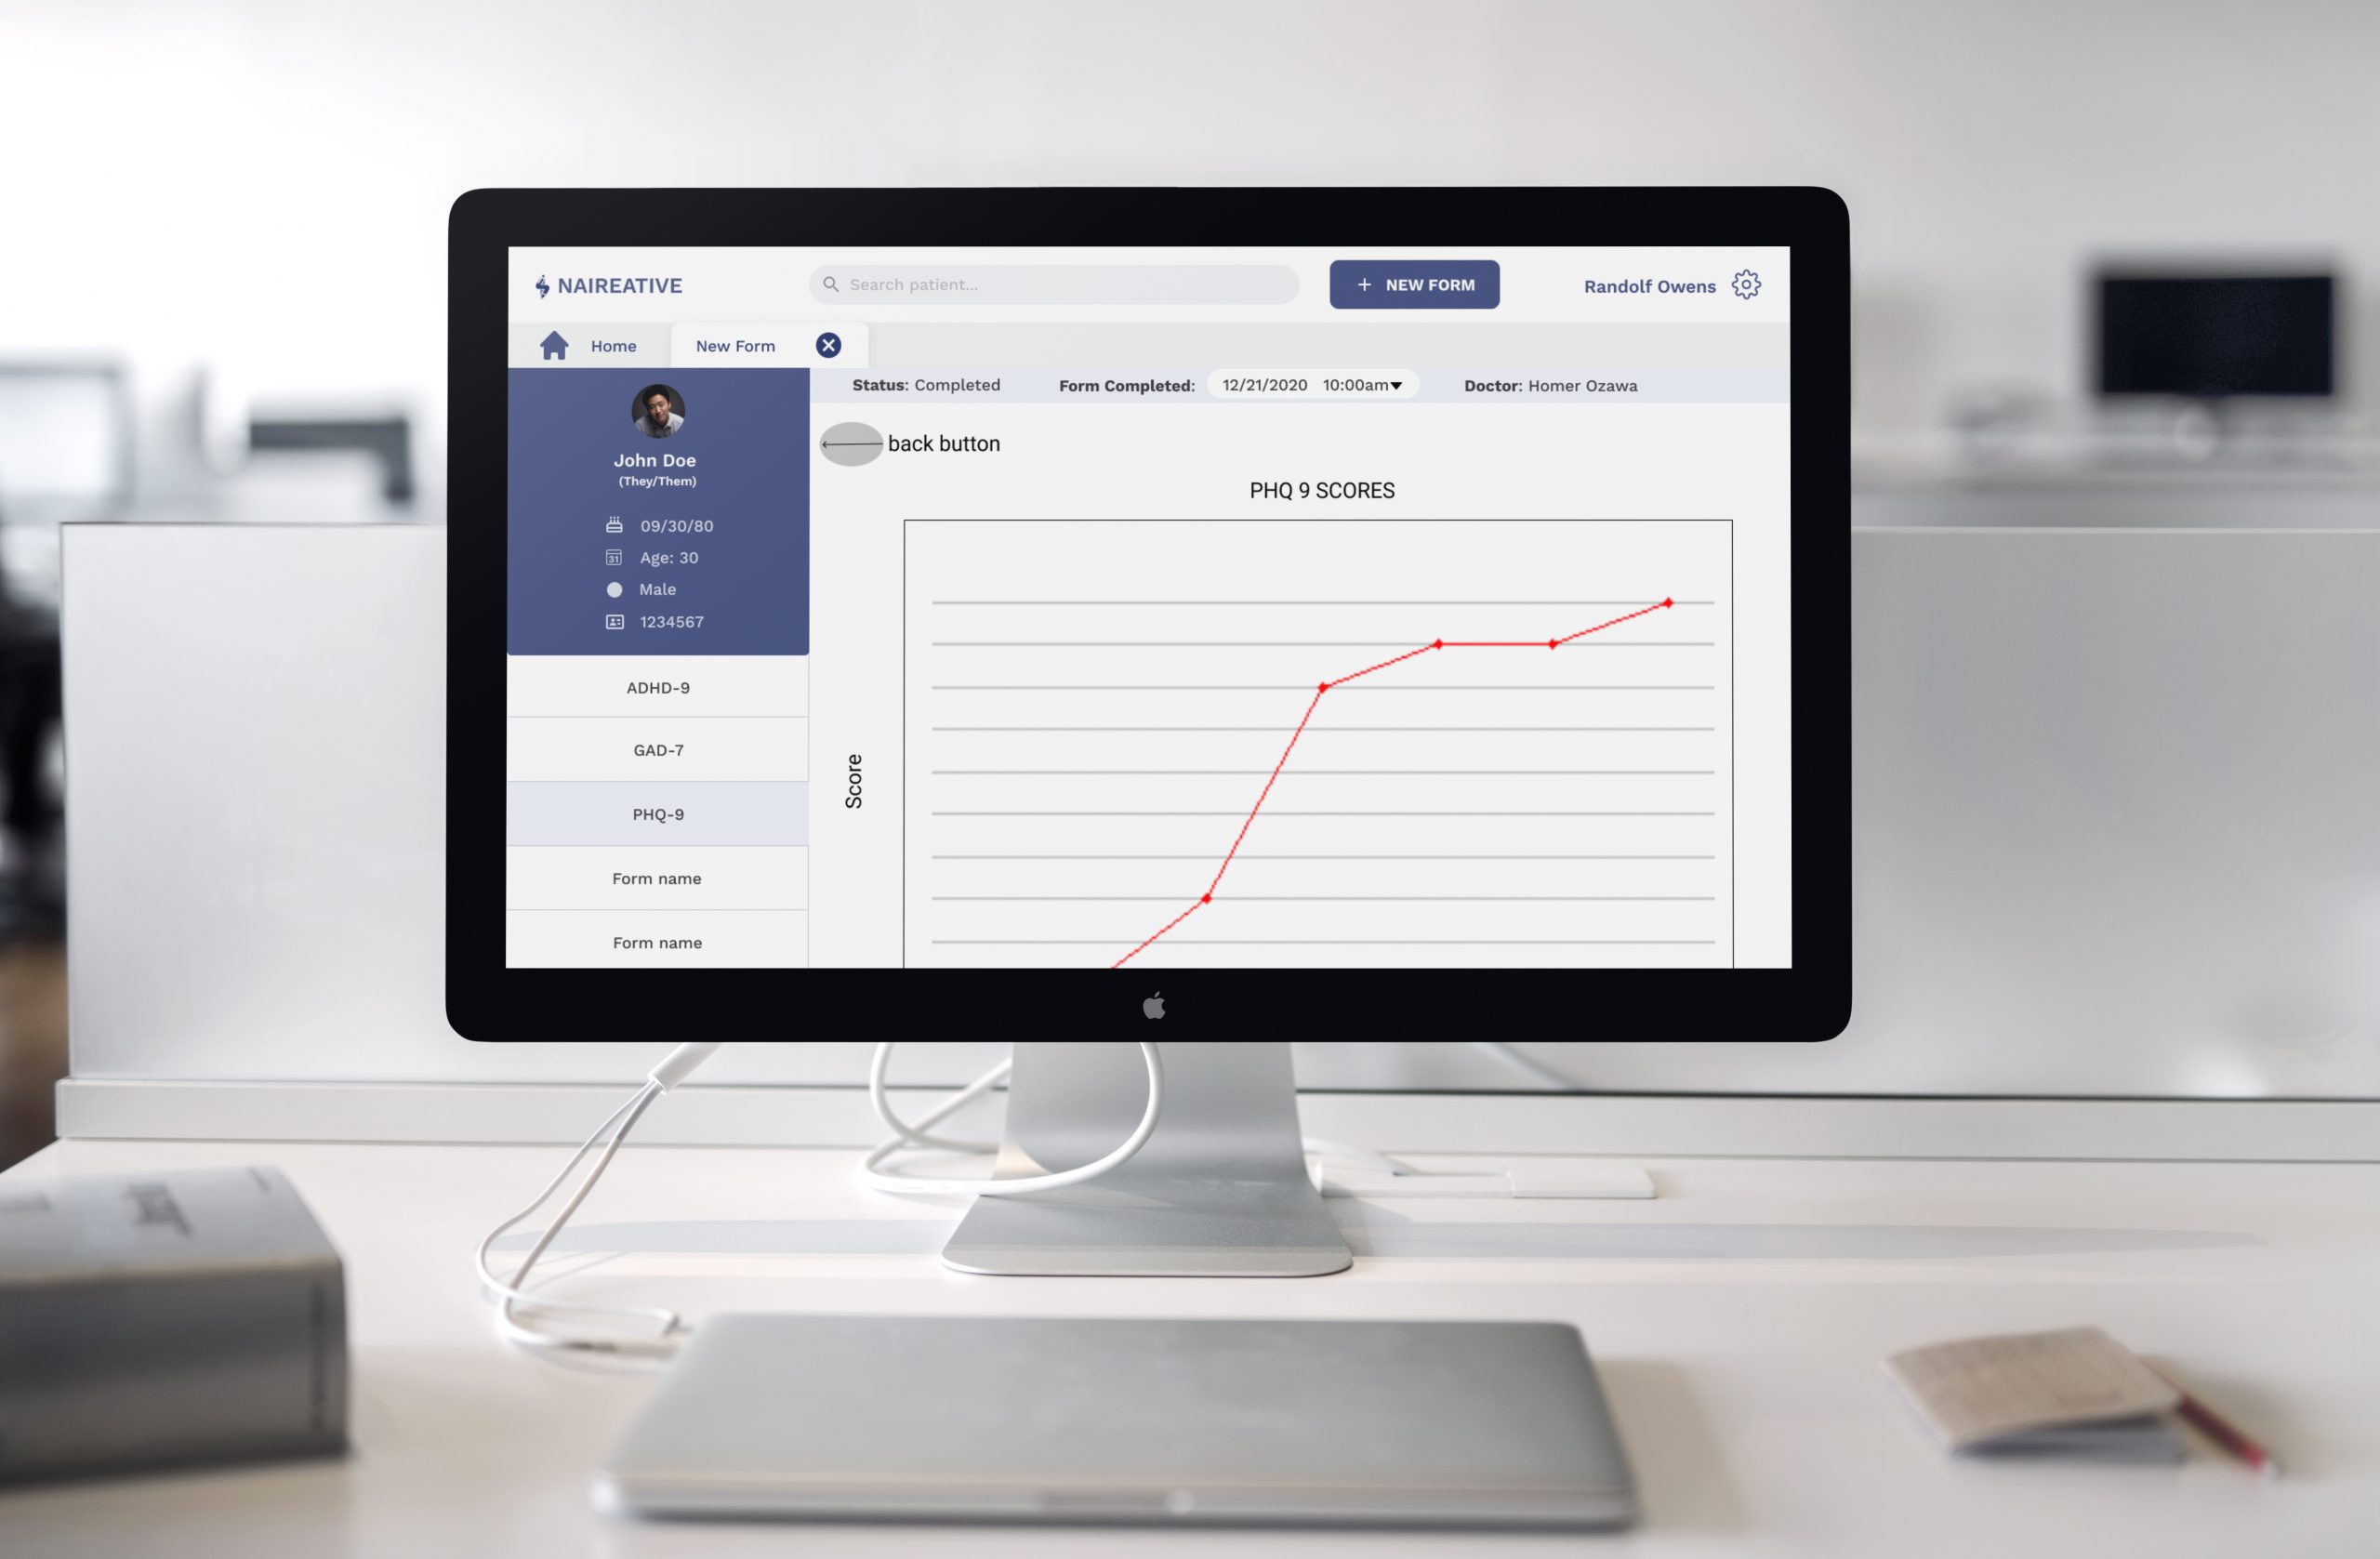 NAIREATIVE
Search patient...
+ NEW FORM
Randolf Owens
Home
New Form
Status: Completed
Form Completed: 12/21/2020 10:00am
Doctor: Homer Ozawa
John Doe
(They/Them)
09/30/80
31
Age: 30
Male
1234567
ADHD-9
GAD-7
PHQ-9
Form name
Form name
back button
PHQ 9 SCORES
Score